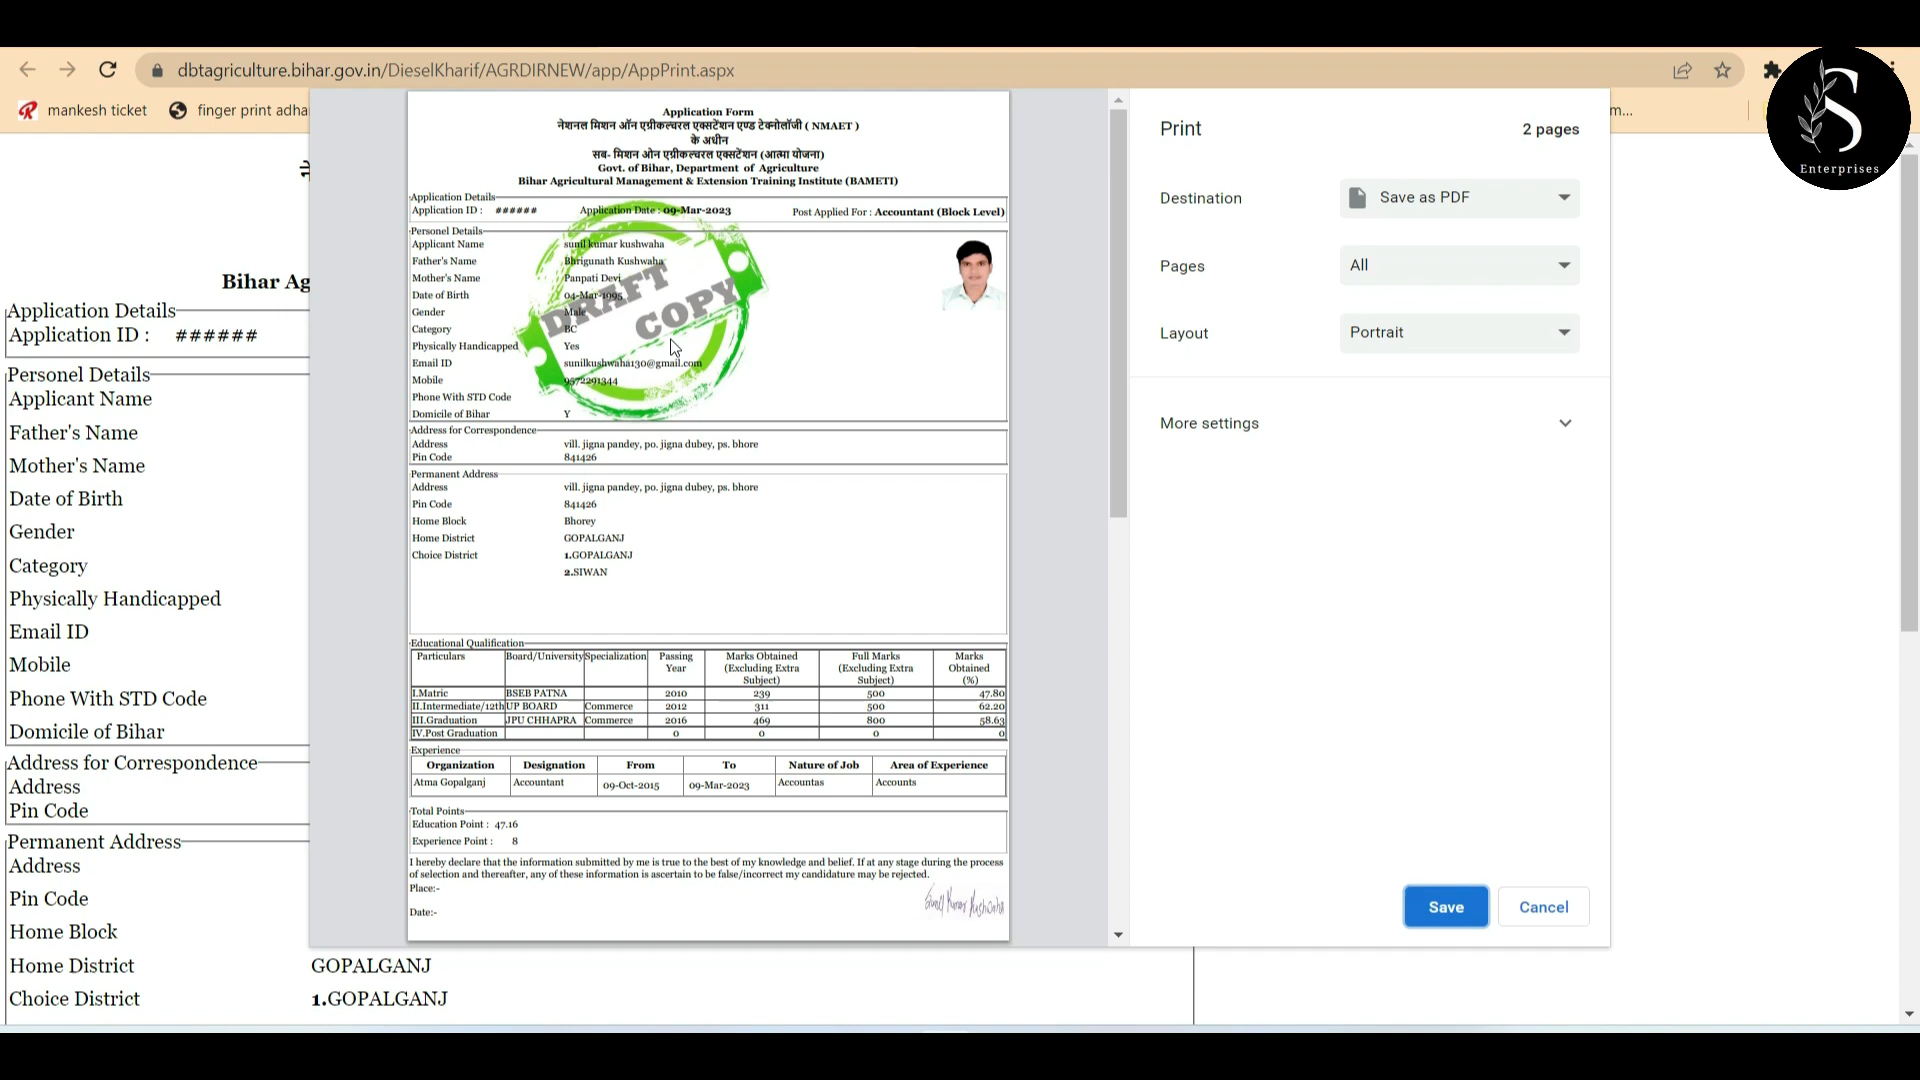 dbtagriculture.bihar.gov.in/DieselKharif/AGRDIRNEW/app/AppPrint.aspx
mankesh ticket
finger print adha
m...
S
Enterprises
Bihar Ag
Application Details
Application ID : ######
Personel Details
Applicant Name
Father's Name
Mother's Name
Date of Birth
Gender
Category
Physically Handicapped
Email ID
Mobile
Phone With STD Code
Domicile of Bihar
Address for Correspondence
Address
Pin Code
Permanent Address
Address
Pin Code
Home Block
Home District GOPALGANJ
Choice District 1.GOPALGANJ
Application Form
नेशनल मिशन ऑन एग्रीकल्चरल एक्सटेंशन एण्ड टेक्नोलॉजी ( NMAET )
के अधीन
सब- मिशन ओन एग्रीकल्चरल एक्सटेंशन (आत्मा योजना)
Govt. of Bihar, Department of Agriculture
Bihar Agricultural Management & Extension Training Institute (BAMETI)
Application Details
Application ID : ###### Application Date : 09-Mar-2023 Post Applied For : Accountant (Block Level)
Personel Details
Applicant Name sunil kumar kushwaha
Father's Name Bhrigunath Kushwaha
Mother's Name Panpati Devi
Date of Birth 04-Mar-1995
Gender Male
Category BC
Physically Handicapped Yes
Email ID sunilkushwaha130@gmail.com
Mobile 9572291344
Phone With STD Code
Domicile of Bihar Y
DRAFT
COPY
Address for Correspondence
Address vill. jigna pandey, po. jigna dubey, ps. bhore
Pin Code 841426
Permanent Address
Address vill. jigna pandey, po. jigna dubey, ps. bhore
Pin Code 841426
Home Block Bhorey
Home District GOPALGANJ
Choice District 1.GOPALGANJ
2.SIWAN
Educational Qualification
Particulars Board/University Specialization Passing Year Marks Obtained (Excluding Extra Subject) Full Marks (Excluding Extra Subject) Marks Obtained (%)
I.Matric BSEB PATNA 2010 239 500 47.80
II.Intermediate/12th UP BOARD Commerce 2012 311 500 62.20
III.Graduation JPU CHHAPRA Commerce 2016 469 800 58.63
IV.Post Graduation 0 0 0 0
Experience
Organization Designation From To Nature of Job Area of Experience
Atma Gopalganj Accountant 09-Oct-2015 09-Mar-2023 Accountas Accounts
Total Points
Education Point : 47.16
Experience Point : 8
I hereby declare that the information submitted by me is true to the best of my knowledge and belief. If at any stage during the process
of selection and thereafter, any of these information is ascertain to be false/incorrect my candidature may be rejected.
Place:-
Sunil Kumar Kushwaha
Date:-
Print 2 pages
Destination Save as PDF
Pages All
Layout Portrait
More settings
Save Cancel